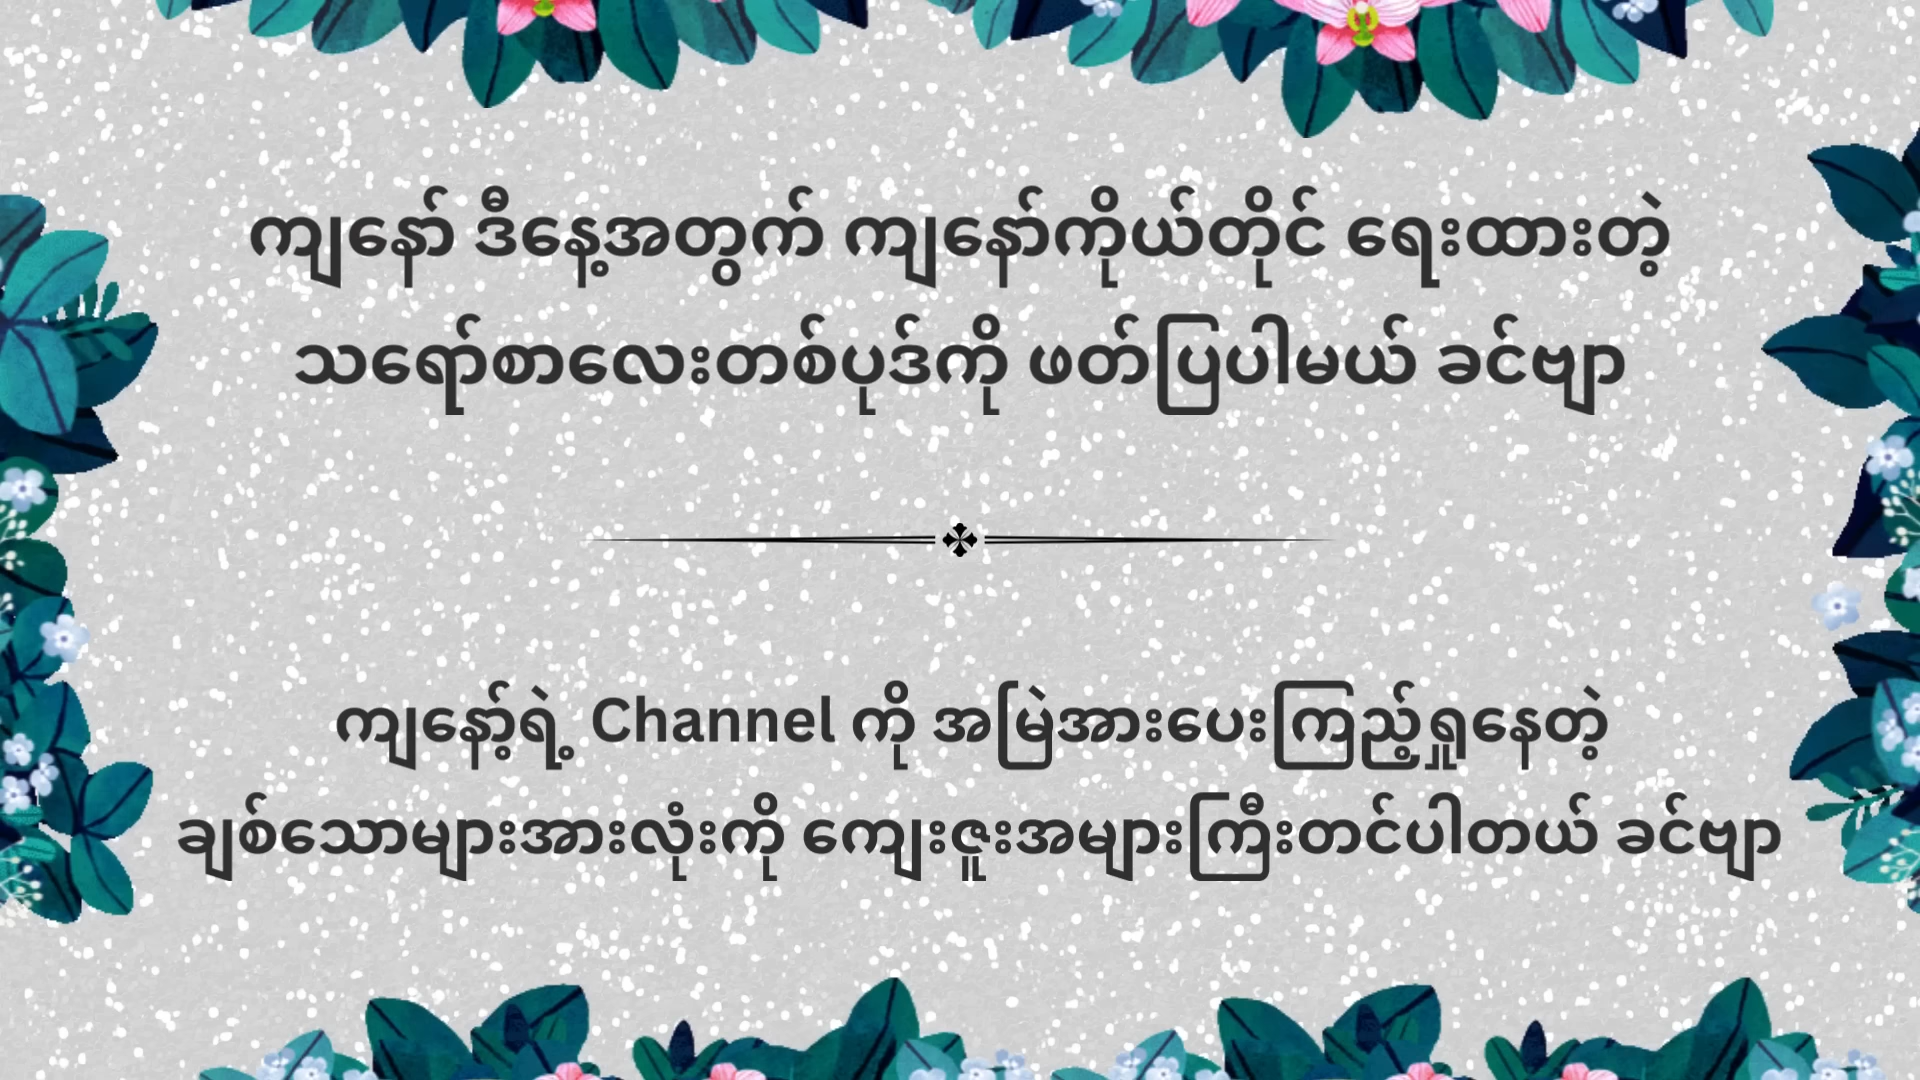 ကျနော် ဒီနေ့အတွက် ကျနော်ကိုယ်တိုင် ရေးထားတဲ့
သရော်စာလေးတစ်ပုဒ်ကို ဖတ်ပြပါမယ် ခင်ဗျာ
ကျနော့်ရဲ့ Channel ကို အမြဲအားပေးကြည့်ရှုနေတဲ့
ချစ်သောများအားလုံးကို ကျေးဇူးအများကြီးတင်ပါတယ် ခင်ဗျာ